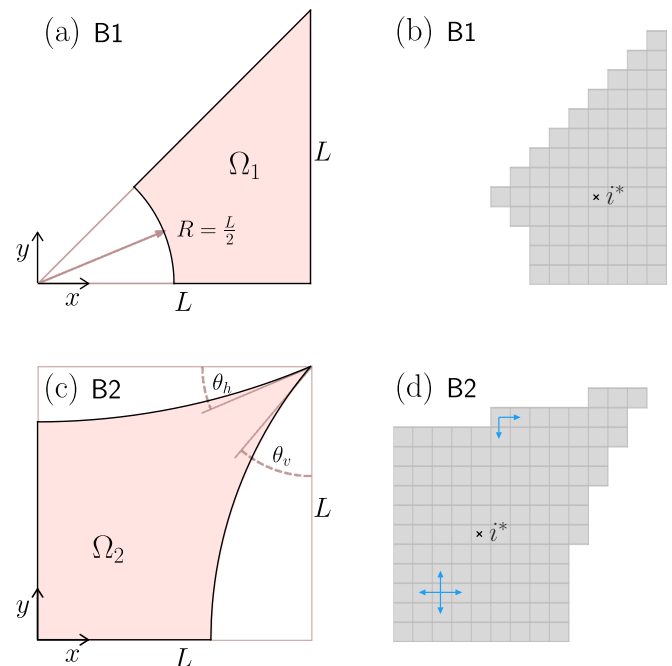 (a) B1
Ω₁
L
R = L/2
y
x
L
(b) B1
i*
(c) B2
θₕ
θᵥ
L
Ω₂
y
x
L
(d) B2
i*